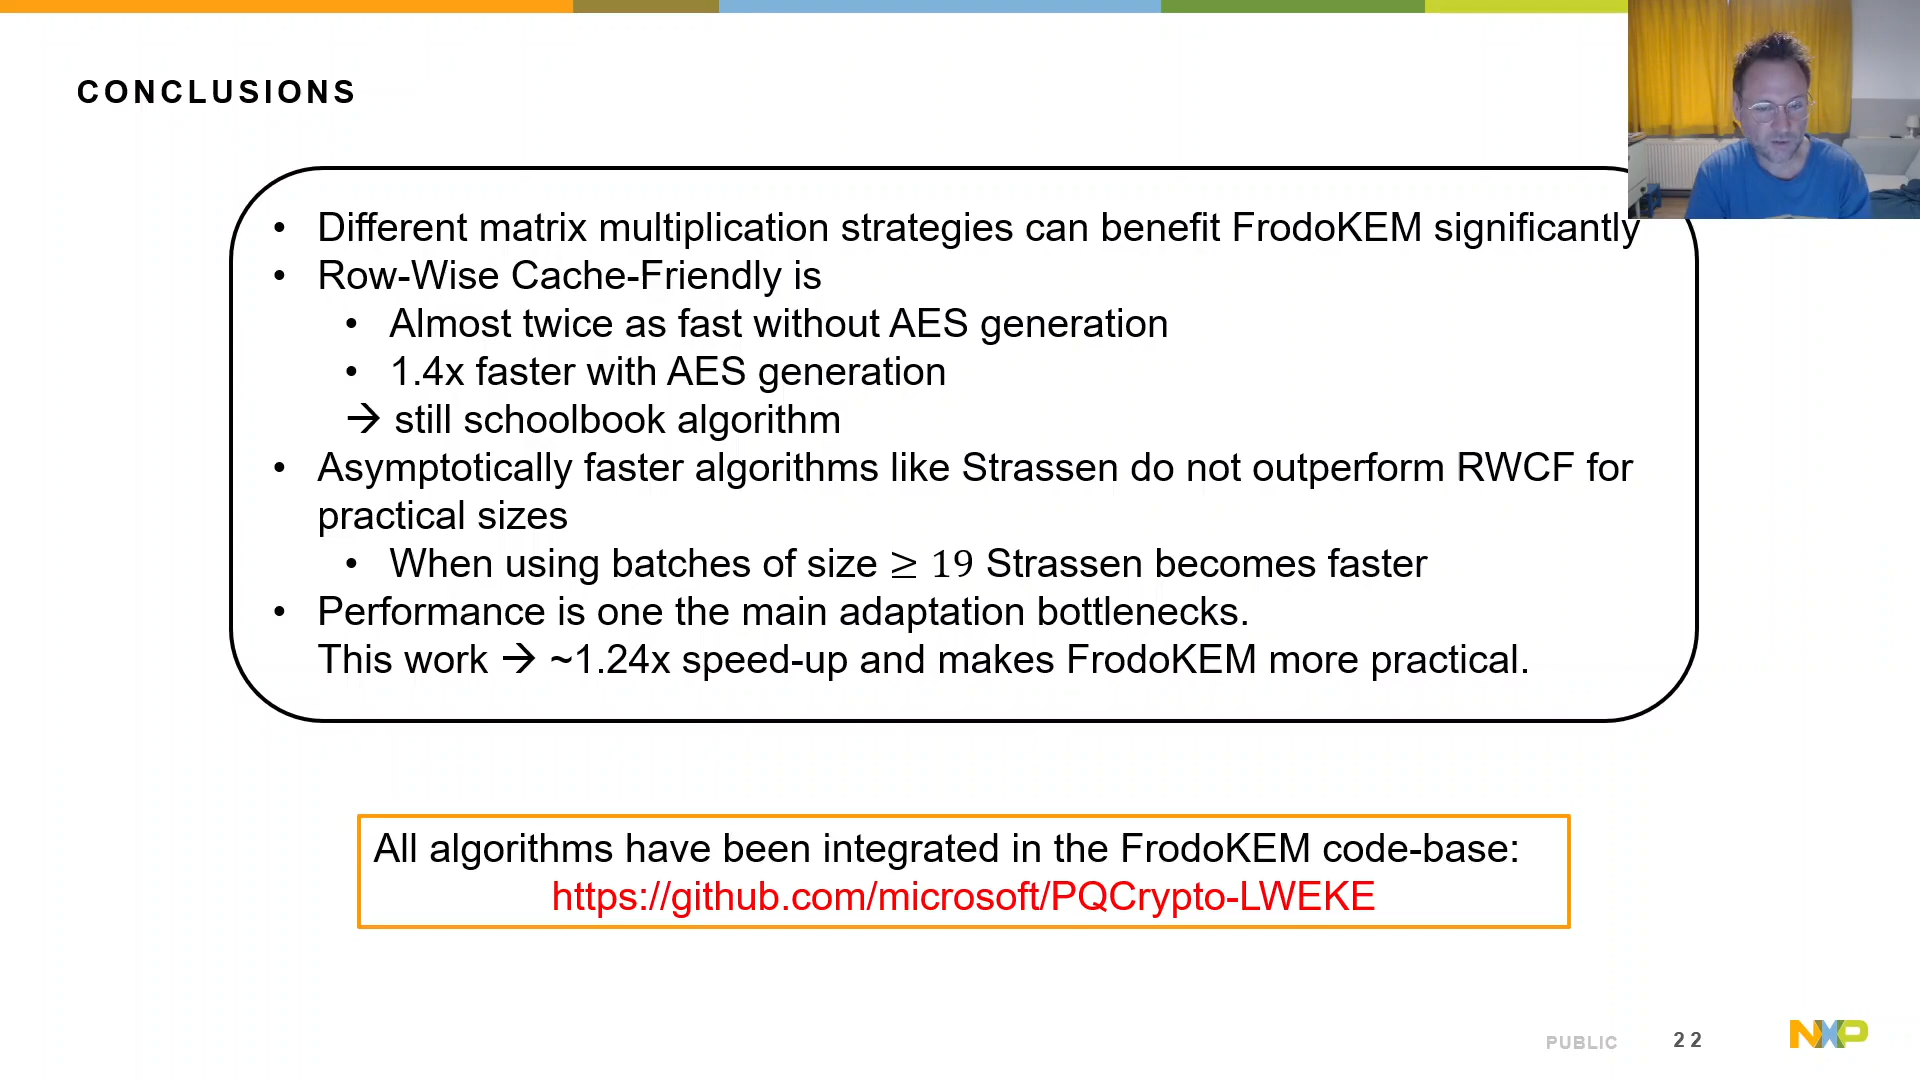 CONCLUSIONS
• Different matrix multiplication strategies can benefit FrodoKEM significantly
• Row-Wise Cache-Friendly is
• Almost twice as fast without AES generation
• 1.4x faster with AES generation
→ still schoolbook algorithm
• Asymptotically faster algorithms like Strassen do not outperform RWCF for
practical sizes
• When using batches of size ≥ 19 Strassen becomes faster
• Performance is one the main adaptation bottlenecks.
This work → ~1.24x speed-up and makes FrodoKEM more practical.
All algorithms have been integrated in the FrodoKEM code-base:
https://github.com/microsoft/PQCrypto-LWEKE
PUBLIC 22 NXP